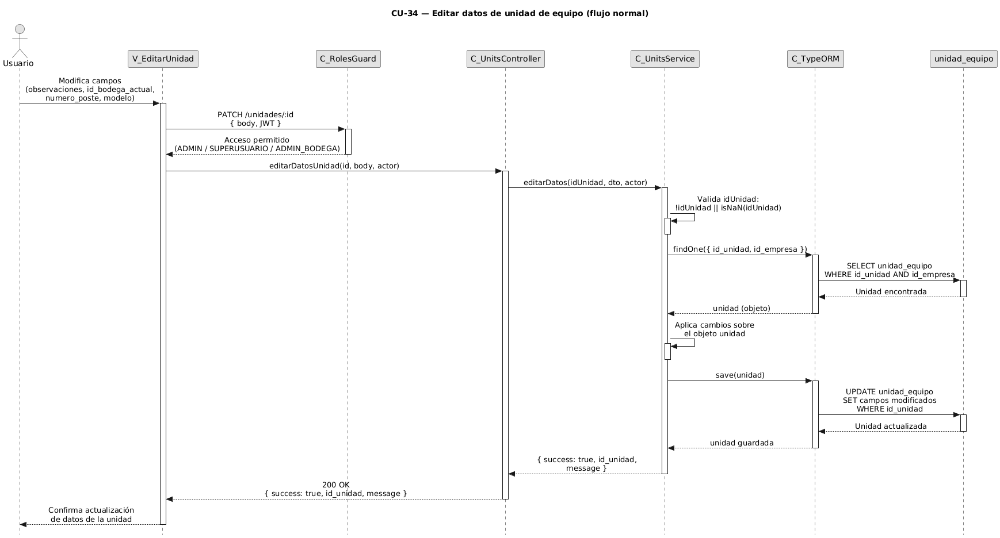 CU-34 — Editar datos de unidad de equipo (flujo normal)
Usuario
V_EditarUnidad
C_RolesGuard
C_UnitsController
C_UnitsService
C_TypeORM
unidad_equipo
Modifica campos
(observaciones, id_bodega_actual,
numero_poste, modelo)
PATCH /unidades/:id
{ body, JWT }
Acceso permitido
(ADMIN / SUPERUSUARIO / ADMIN_BODEGA)
editarDatosUnidad(id, body, actor)
editarDatos(idUnidad, dto, actor)
Valida idUnidad:
!idUnidad || isNaN(idUnidad)
findOne({ id_unidad, id_empresa })
SELECT unidad_equipo
WHERE id_unidad AND id_empresa
Unidad encontrada
unidad (objeto)
Aplica cambios sobre
el objeto unidad
save(unidad)
UPDATE unidad_equipo
SET campos modificados
WHERE id_unidad
Unidad actualizada
unidad guardada
{ success: true, id_unidad,
message }
200 OK
{ success: true, id_unidad, message }
Confirma actualización
de datos de la unidad